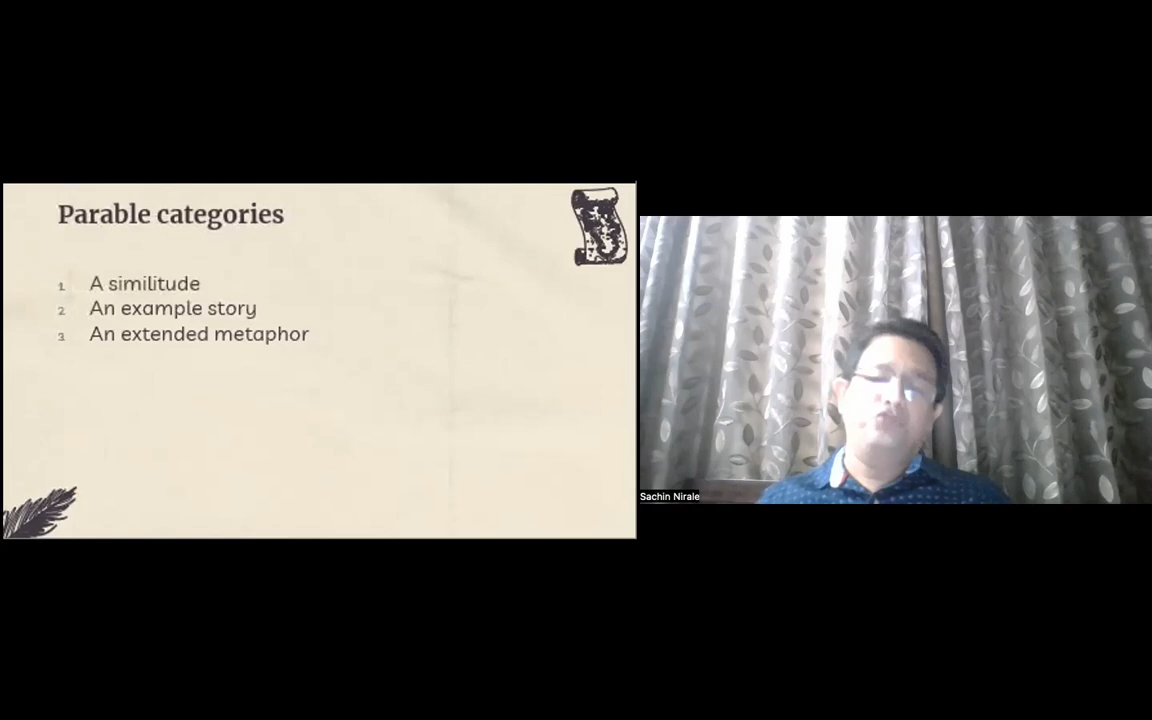 Parable categories
1. A similitude
2. An example story
3. An extended metaphor
Sachin Nirale